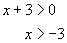 x + 3 > 0
x > −3